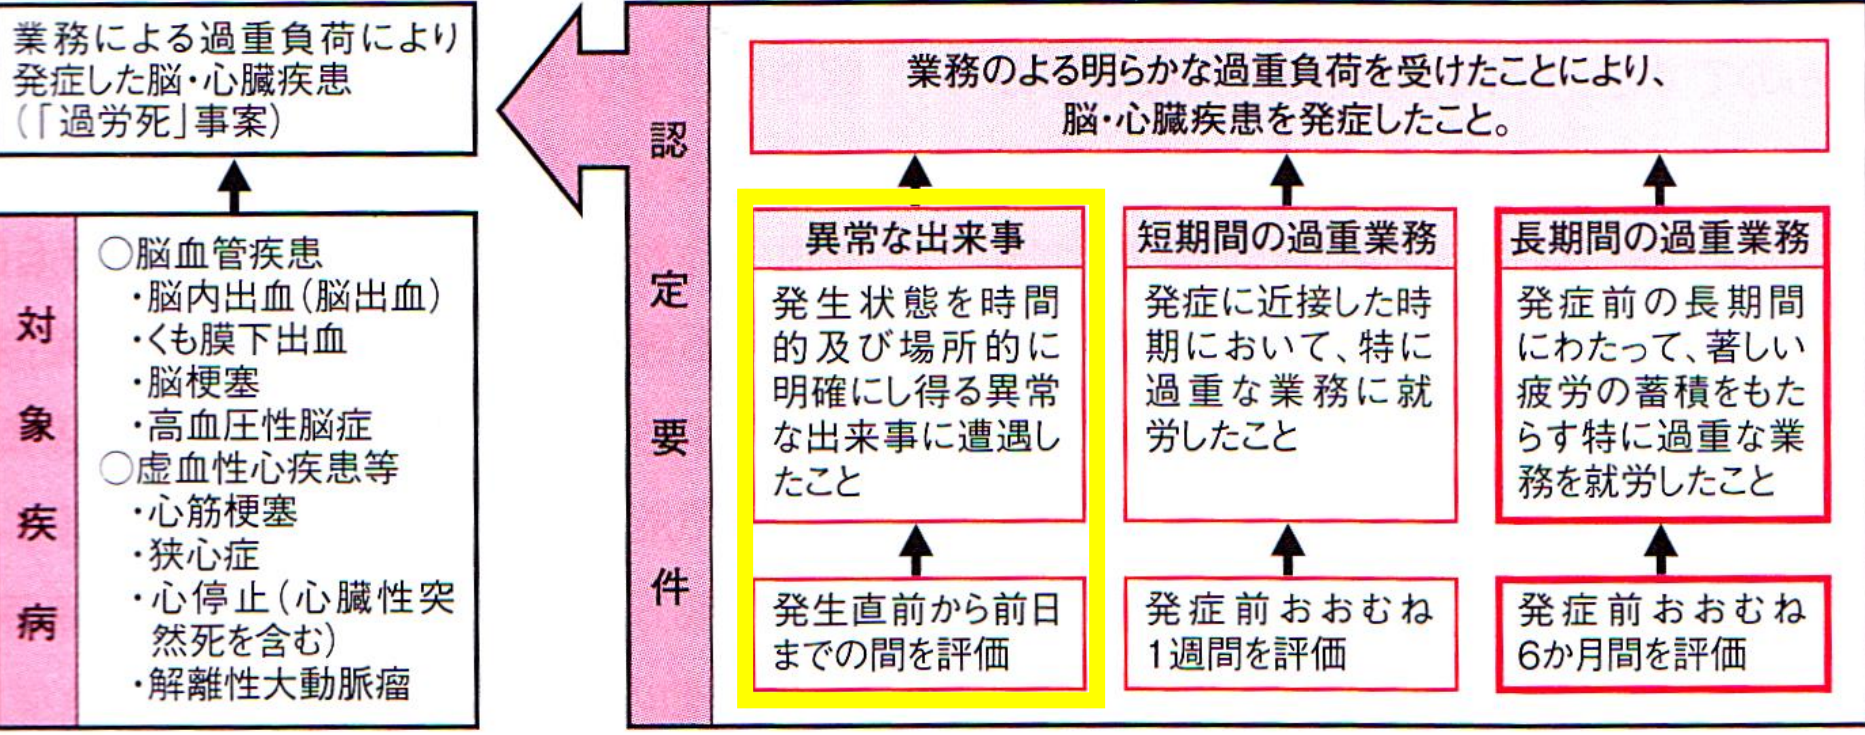 業務による過重負荷により
発症した脳・心臓疾患
(「過労死」事案)
対象疾病
○脳血管疾患
・脳内出血(脳出血)
・くも膜下出血
・脳梗塞
・高血圧性脳症
○虚血性心疾患等
・心筋梗塞
・狭心症
・心停止(心臓性突
然死を含む)
・解離性大動脈瘤
認定要件
業務のよる明らかな過重負荷を受けたことにより、
脳・心臓疾患を発症したこと。
異常な出来事
発生状態を時間
的及び場所的に
明確にし得る異常
な出来事に遭遇し
たこと
発生直前から前日
までの間を評価
短期間の過重業務
発症に近接した時
期において、特に
過重な業務に就
労したこと
発症前おおむね
1週間を評価
長期間の過重業務
発症前の長期間
にわたって、著しい
疲労の蓄積をもた
らす特に過重な業
務を就労したこと
発症前おおむね
6か月間を評価